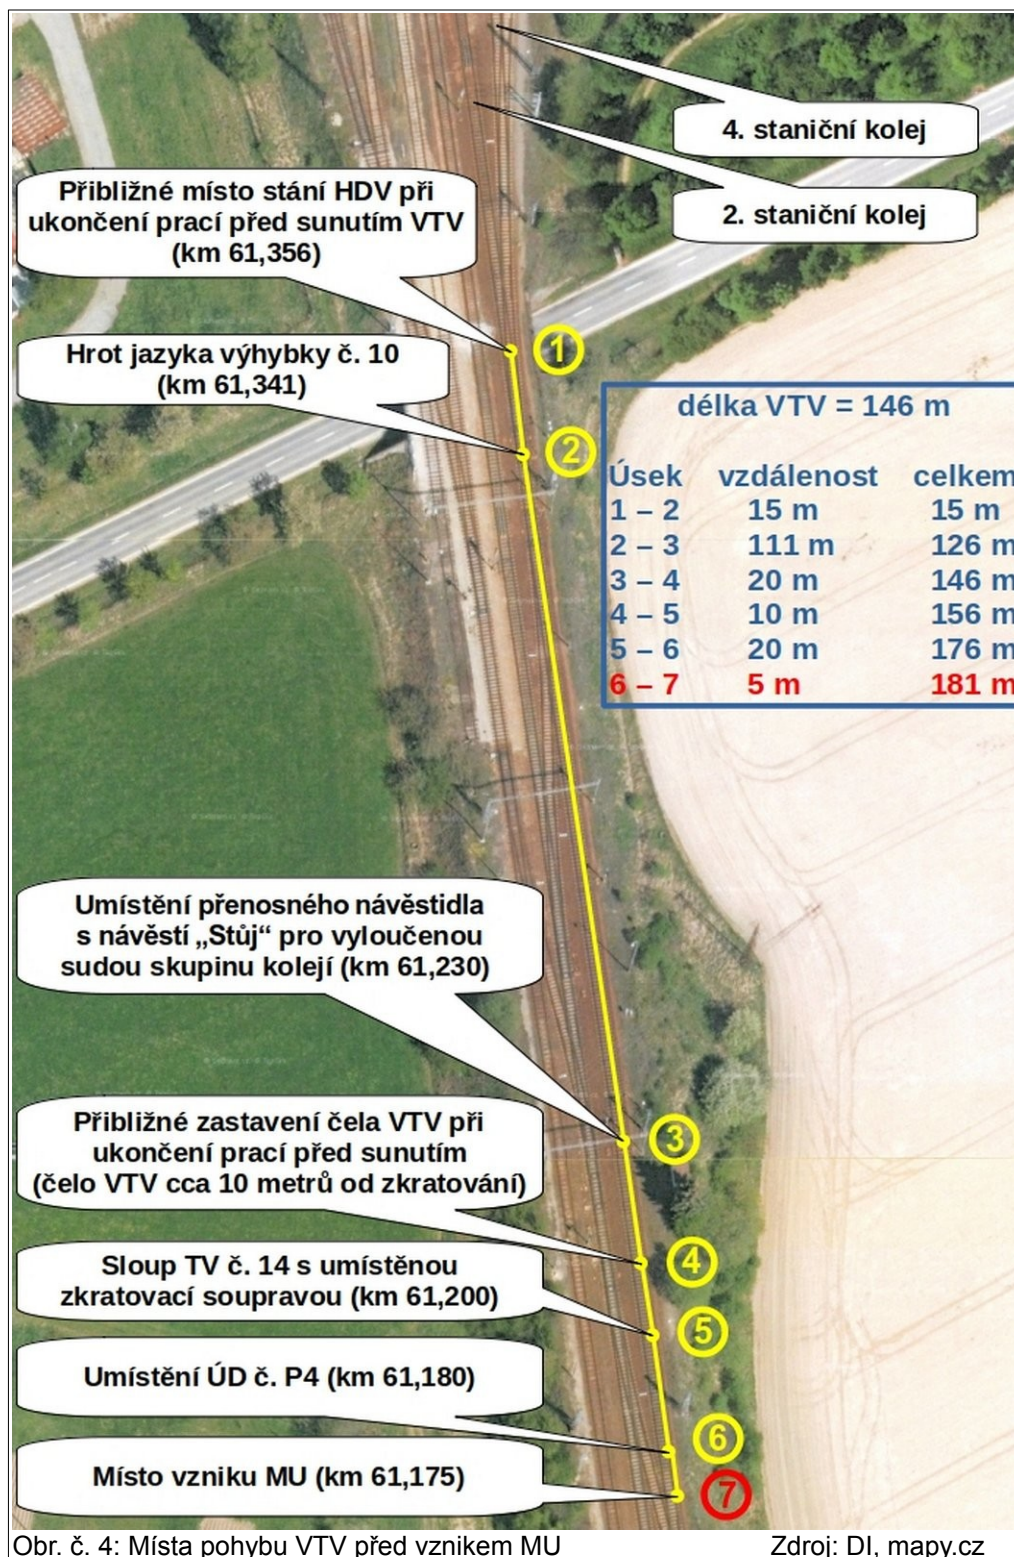 4. staniční kolej
2. staniční kolej
Přibližné místo stání HDV při
ukončení prací před sunutím VTV
(km 61,356)
Hrot jazyka výhybky č. 10
(km 61,341)
1
2
délka VTV = 146 m
Úsek vzdálenost celkem
1 – 2 15 m 15 m
2 – 3 111 m 126 m
3 – 4 20 m 146 m
4 – 5 10 m 156 m
5 – 6 20 m 176 m
6 – 7 5 m 181 m
Umístění přenosného návěstidla
s návěstí „Stůj“ pro vyloučenou
sudou skupinu kolejí (km 61,230)
3
Přibližné zastavení čela VTV při
ukončení prací před sunutím
(čelo VTV cca 10 metrů od zkratování)
4
Sloup TV č. 14 s umístěnou
zkratovací soupravou (km 61,200)
5
Umístění ÚD č. P4 (km 61,180)
6
Místo vzniku MU (km 61,175)
7
Obr. č. 4: Místa pohybu VTV před vznikem MU Zdroj: DI, mapy.cz